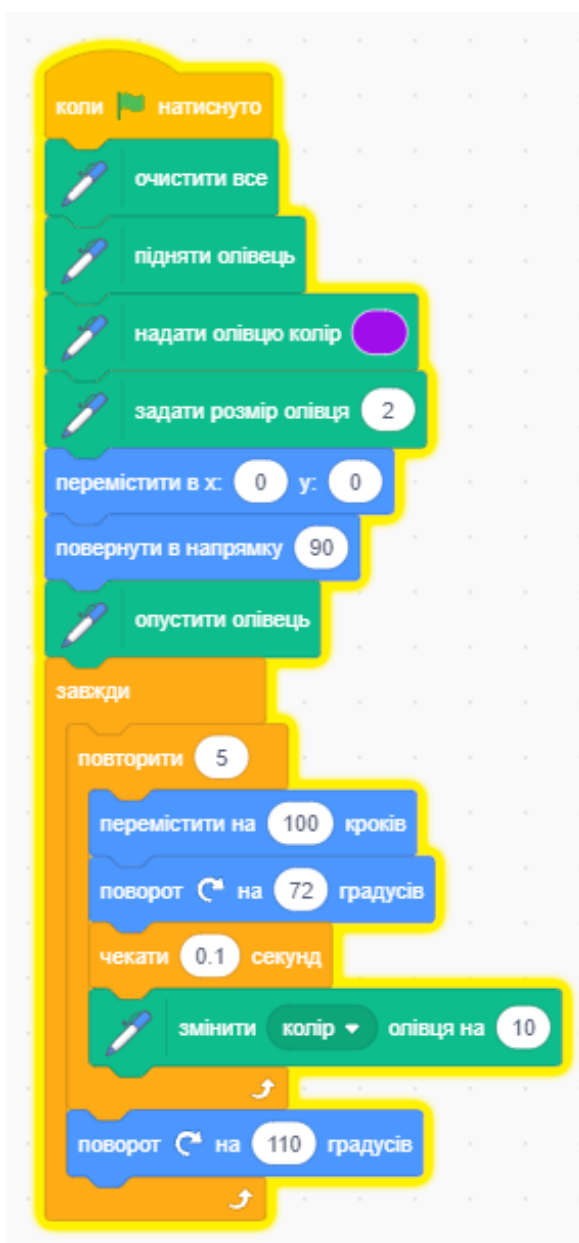 коли натиснуто
очистити все
підняти олівець
надати олівцю колір
задати розмір олівця 2
перемістити в x: 0 y: 0
повернути в напрямку 90
опустити олівець
завжди
повторити 5
перемістити на 100 кроків
поворот на 72 градусів
чекати 0.1 секунд
змінити колір олівця на 10
поворот на 110 градусів